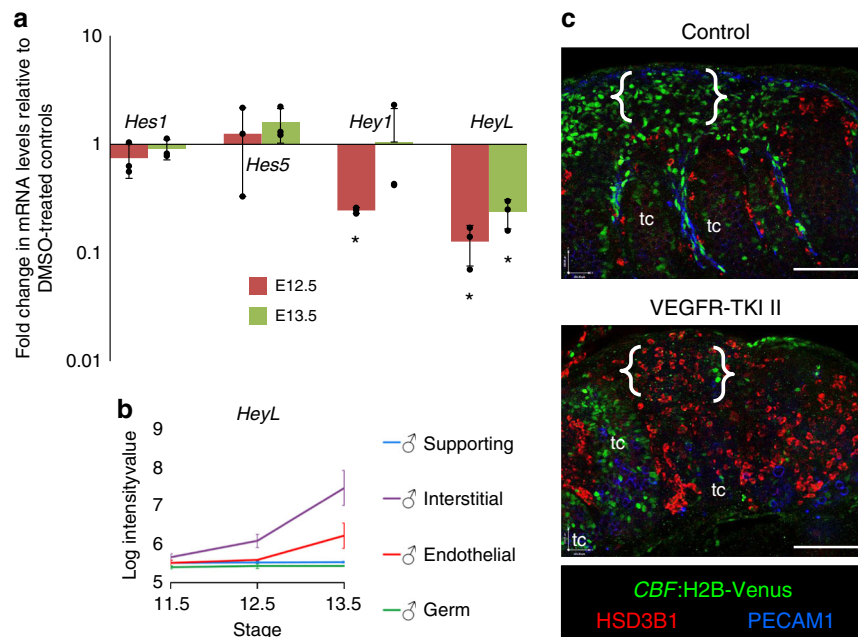 a
Fold change in mRNA levels relative to
DMSO-treated controls
10
1
0.1
0.01
Hes1
Hes5
Hey1
HeyL
*
*
*
E12.5
E13.5
b
HeyL
Log intensityvalue
9
8
7
6
5
11.5 12.5 13.5
Stage
♂ Supporting
♂ Interstitial
♂ Endothelial
♂ Germ
c
Control
{ }
tc tc
VEGFR-TKI II
{ }
tc
tc
tc
CBF:H2B-Venus
HSD3B1 PECAM1